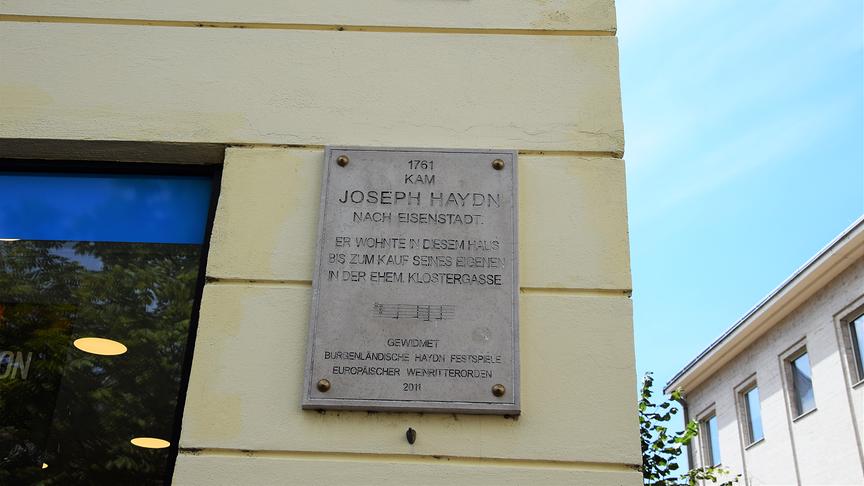 1761
KAM
JOSEPH HAYDN
NACH EISENSTADT.
ER WOHNTE IN DIESEM HAUS
BIS ZUM KAUF SEINES EIGENEN
IN DER EHEM. KLOSTERGASSE
GEWIDMET
BURGENLÄNDISCHE HAYDN FESTSPIELE
EUROPÄISCHER WEINRITTERORDEN
2011